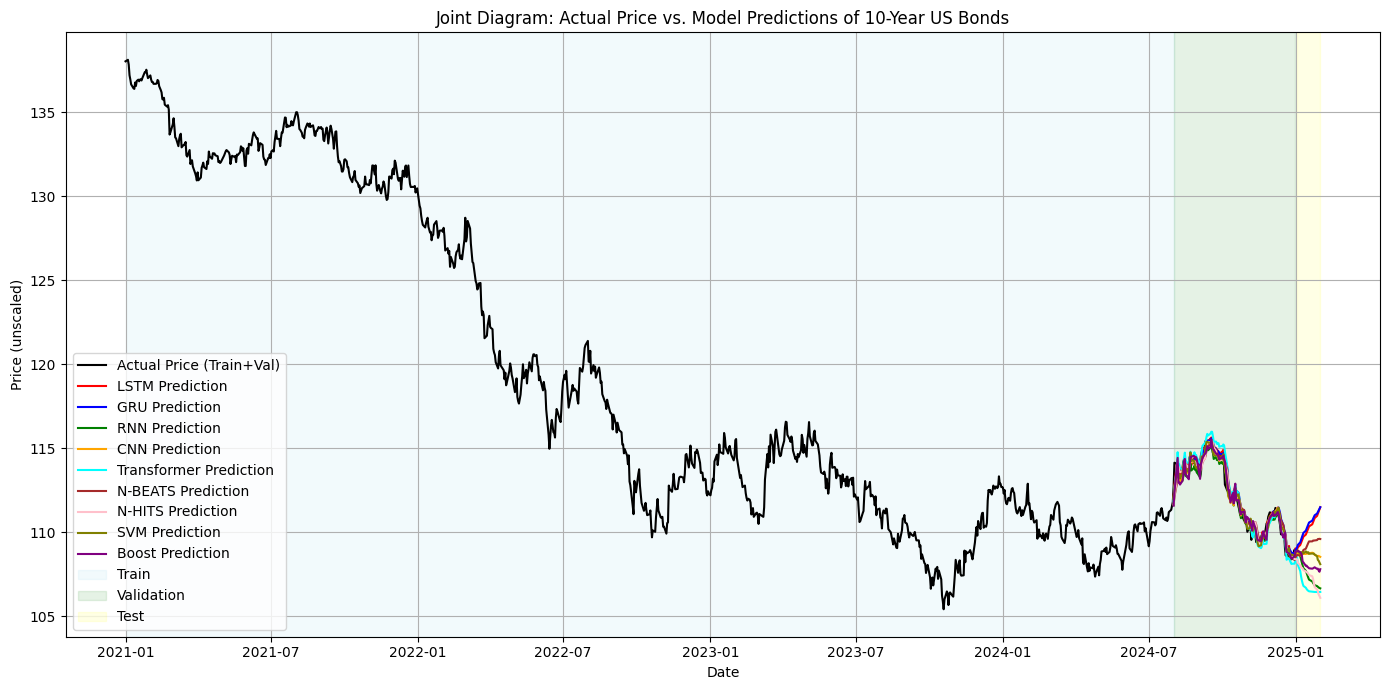 Joint Diagram: Actual Price vs. Model Predictions of 10-Year US Bonds
Price (unscaled)
135
130
125
120
115
110
105
Actual Price (Train+Val)
LSTM Prediction
GRU Prediction
RNN Prediction
CNN Prediction
Transformer Prediction
N-BEATS Prediction
N-HITS Prediction
SVM Prediction
Boost Prediction
Train
Validation
Test
2021-01 2021-07 2022-01 2022-07 2023-01 2023-07 2024-01 2024-07 2025-01
Date